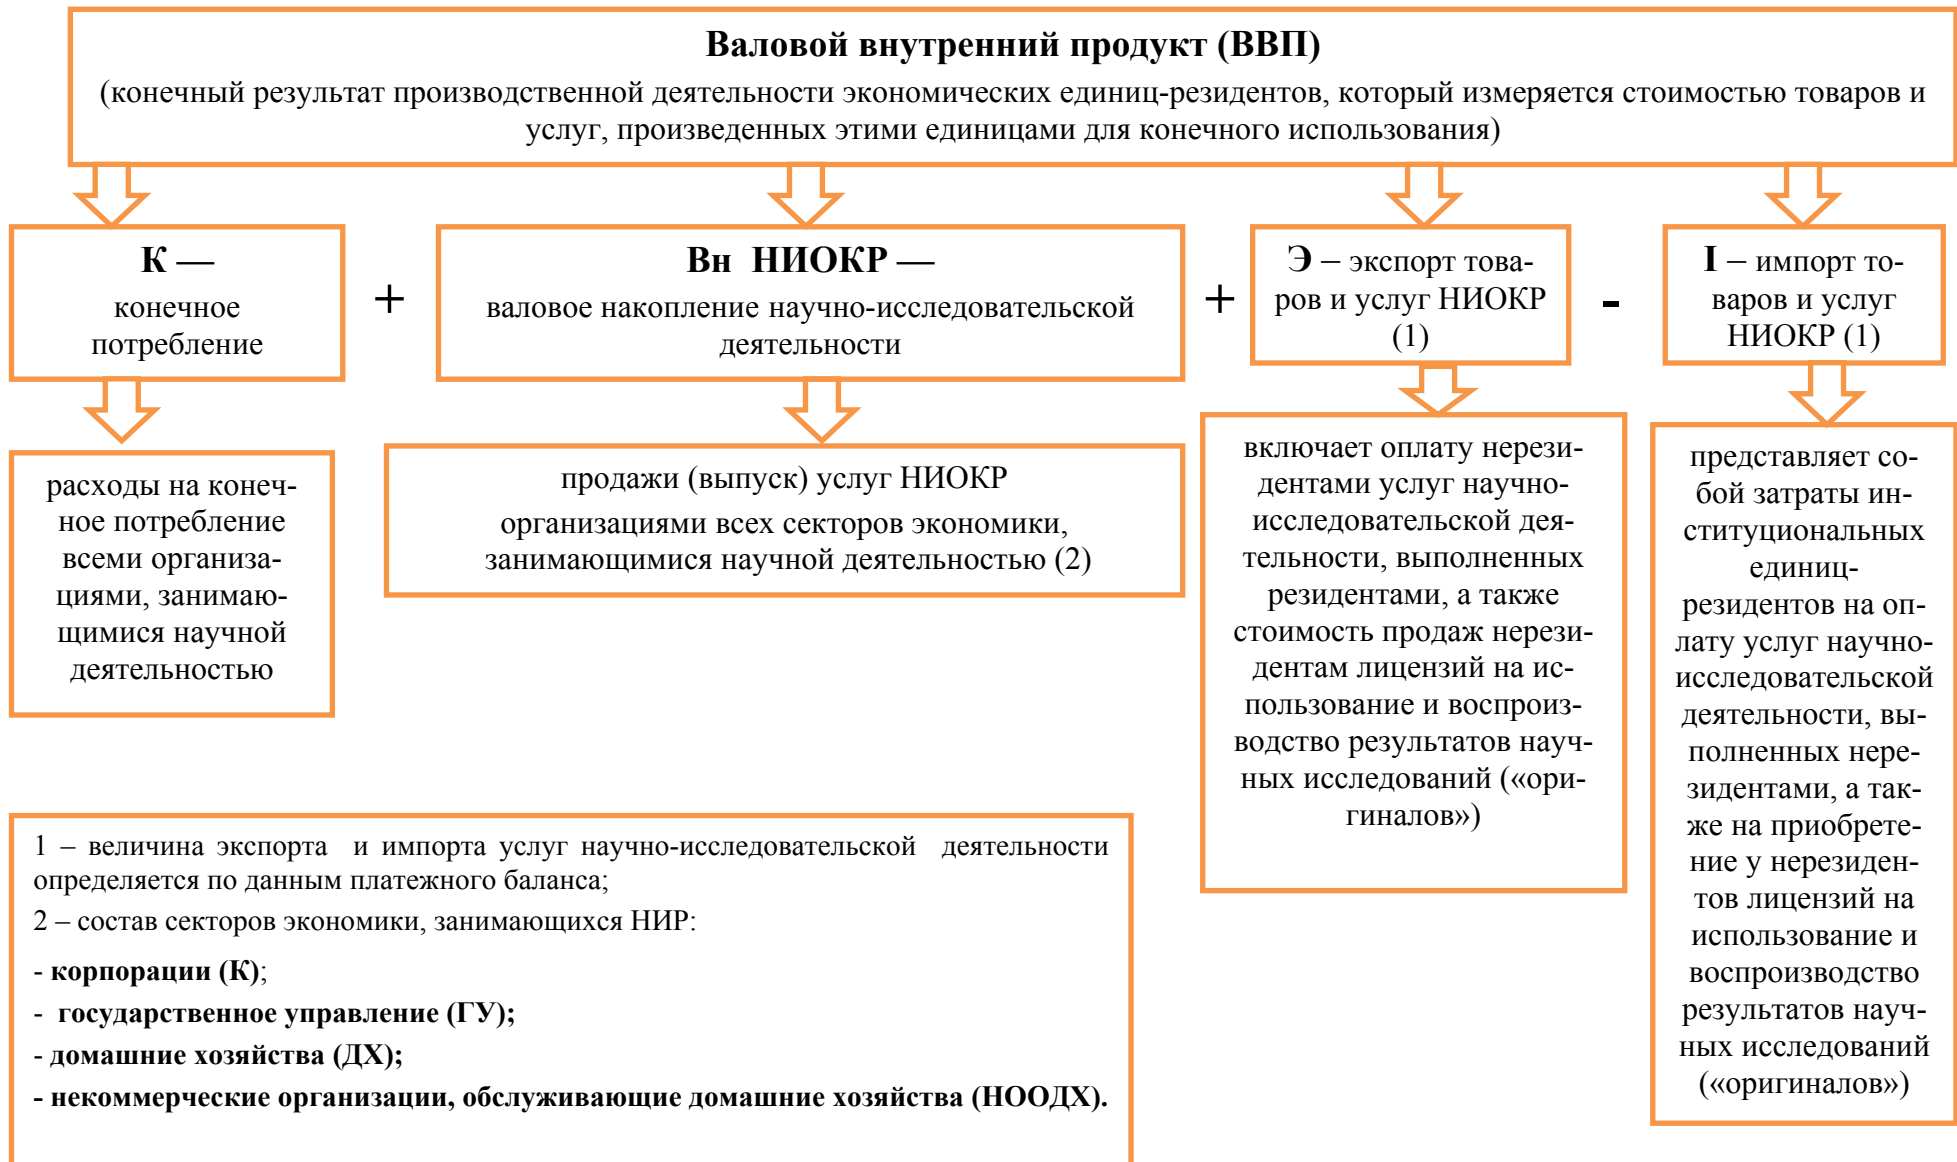 Валовой внутренний продукт (ВВП)
(конечный результат производственной деятельности экономических единиц-резидентов, который измеряется стоимостью товаров и
услуг, произведенных этими единицами для конечного использования)
К —
конечное
потребление
+
Вн НИОКР —
валовое накопление научно-исследовательской
деятельности
+
Э – экспорт това-
ров и услуг НИОКР
(1)
-
I – импорт то-
варов и услуг
НИОКР (1)
расходы на конеч-
ное потребление
всеми организа-
циями, занимаю-
щимися научной
деятельностью
продажи (выпуск) услуг НИОКР
организациями всех секторов экономики,
занимающимися научной деятельностью (2)
включает оплату нерези-
дентами услуг научно-
исследовательской дея-
тельности, выполненных
резидентами, а также
стоимость продаж нерези-
дентам лицензий на ис-
пользование и воспроиз-
водство результатов науч-
ных исследований («ори-
гиналов»)
представляет со-
бой затраты ин-
ституциональных
единиц-
резидентов на оп-
лату услуг научно-
исследовательской
деятельности, вы-
полненных нере-
зидентами, а так-
же на приобрете-
ние у нерезиден-
тов лицензий на
использование и
воспроизводство
результатов науч-
ных исследований
(«оригиналов»)
1 – величина экспорта и импорта услуг научно-исследовательской деятельности
определяется по данным платежного баланса;
2 – состав секторов экономики, занимающихся НИР:
- корпорации (К);
- государственное управление (ГУ);
- домашние хозяйства (ДХ);
- некоммерческие организации, обслуживающие домашние хозяйства (НООДХ).